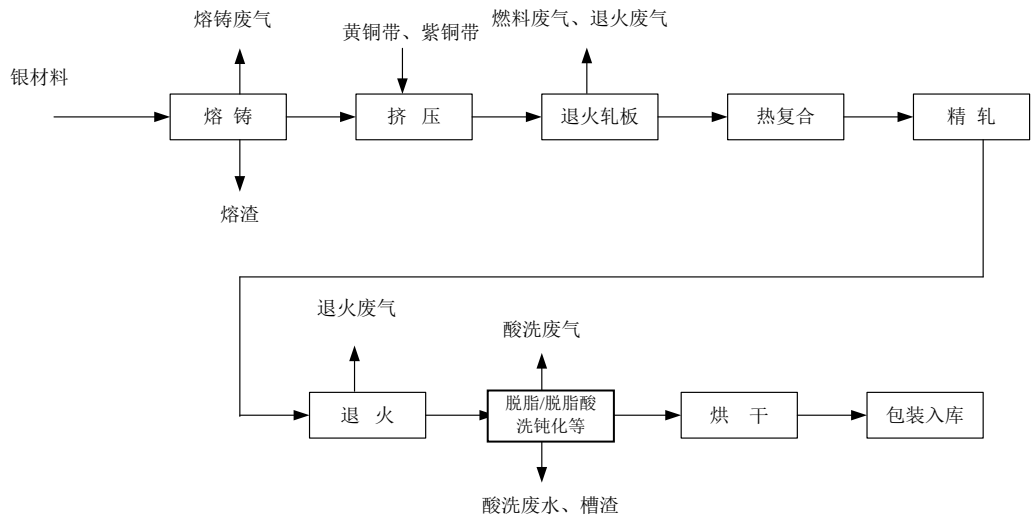 熔铸废气
黄铜带、紫铜带
燃料废气、退火废气
银材料
熔 铸
挤 压
退火轧板
热复合
精 轧
熔渣
退火废气
酸洗废气
退 火
脱脂/脱脂酸
洗钝化等
烘 干
包装入库
酸洗废水、槽渣